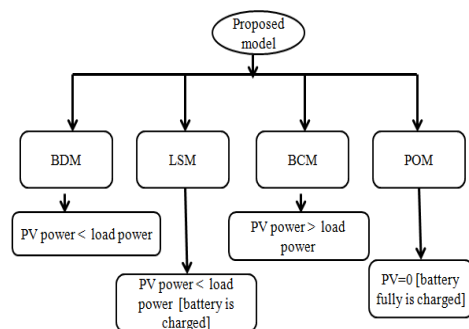 Proposed
model
BDM
LSM
BCM
POM
PV power < load power
PV power < load
power [battery is
charged]
PV power > load
power
PV=0 [battery
fully is charged]